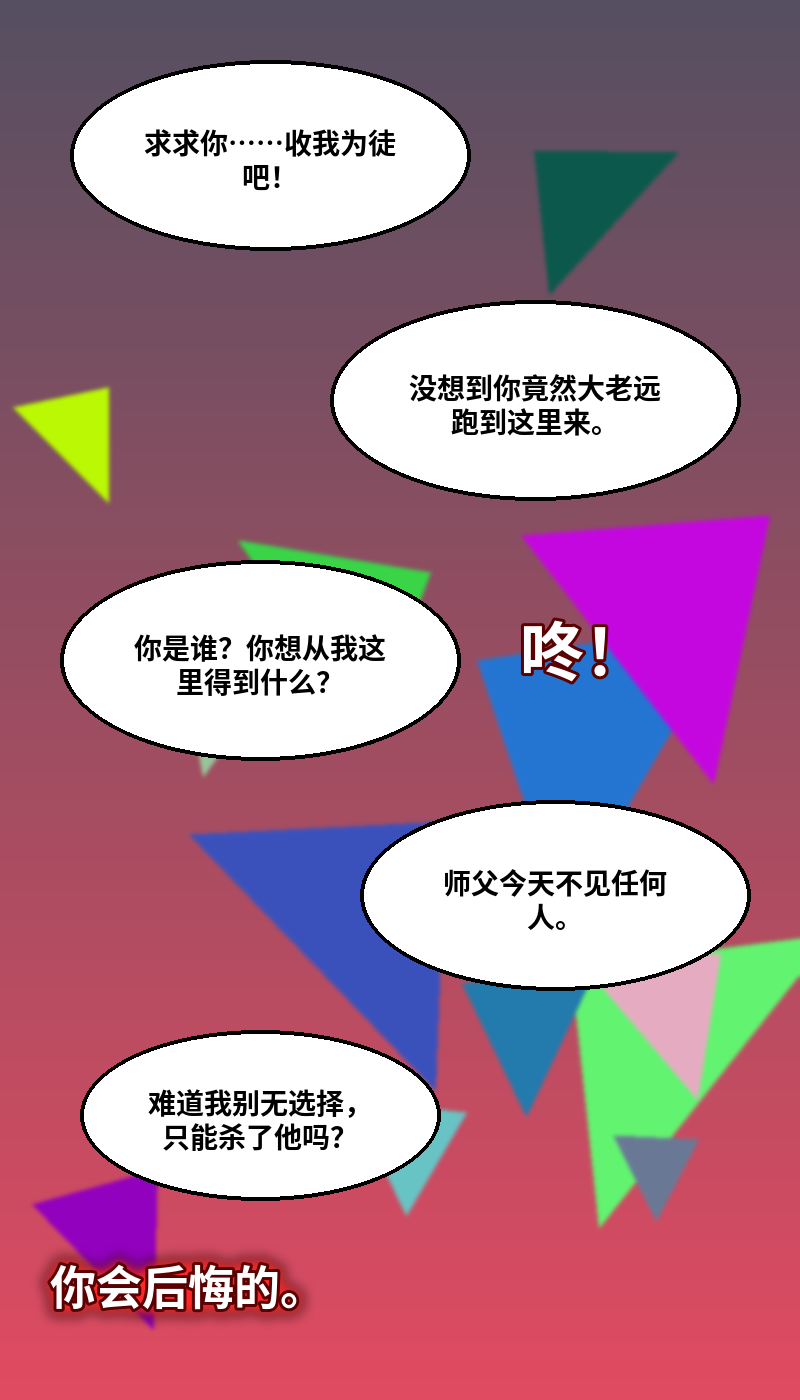 求求你……收我为徒
吧！
没想到你竟然大老远
跑到这里来。
你是谁？你想从我这
里得到什么？
咚！
师父今天不见任何
人。
难道我别无选择，
只能杀了他吗？
你会后悔的。